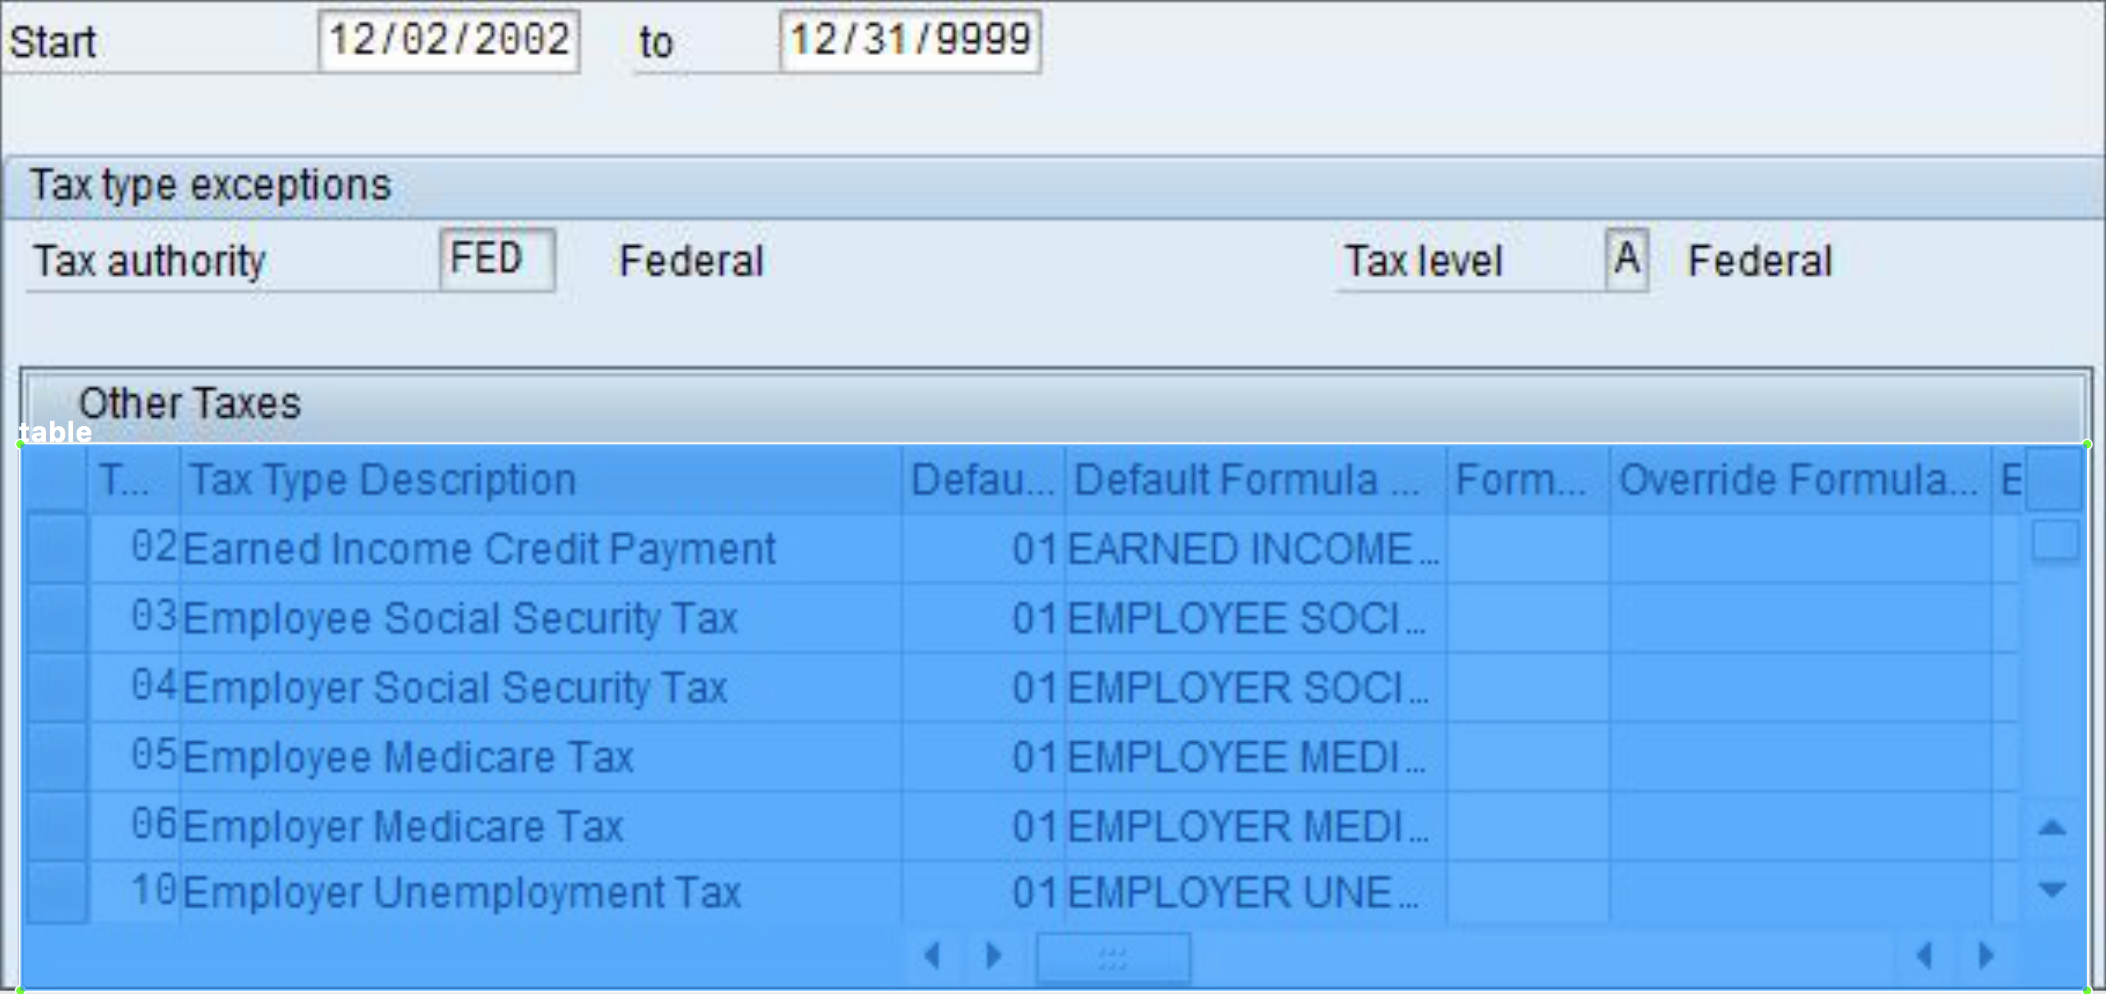 Start 12/02/2002 to 12/31/9999
Tax type exceptions
Tax authority FED Federal Tax level A Federal
Other Taxes
table
T... Tax Type Description Defau... Default Formula ... Form... Override Formula... E
02 Earned Income Credit Payment 01 EARNED INCOME...
03 Employee Social Security Tax 01 EMPLOYEE SOCI...
04 Employer Social Security Tax 01 EMPLOYER SOCI...
05 Employee Medicare Tax 01 EMPLOYEE MEDI...
06 Employer Medicare Tax 01 EMPLOYER MEDI...
10 Employer Unemployment Tax 01 EMPLOYER UNE...